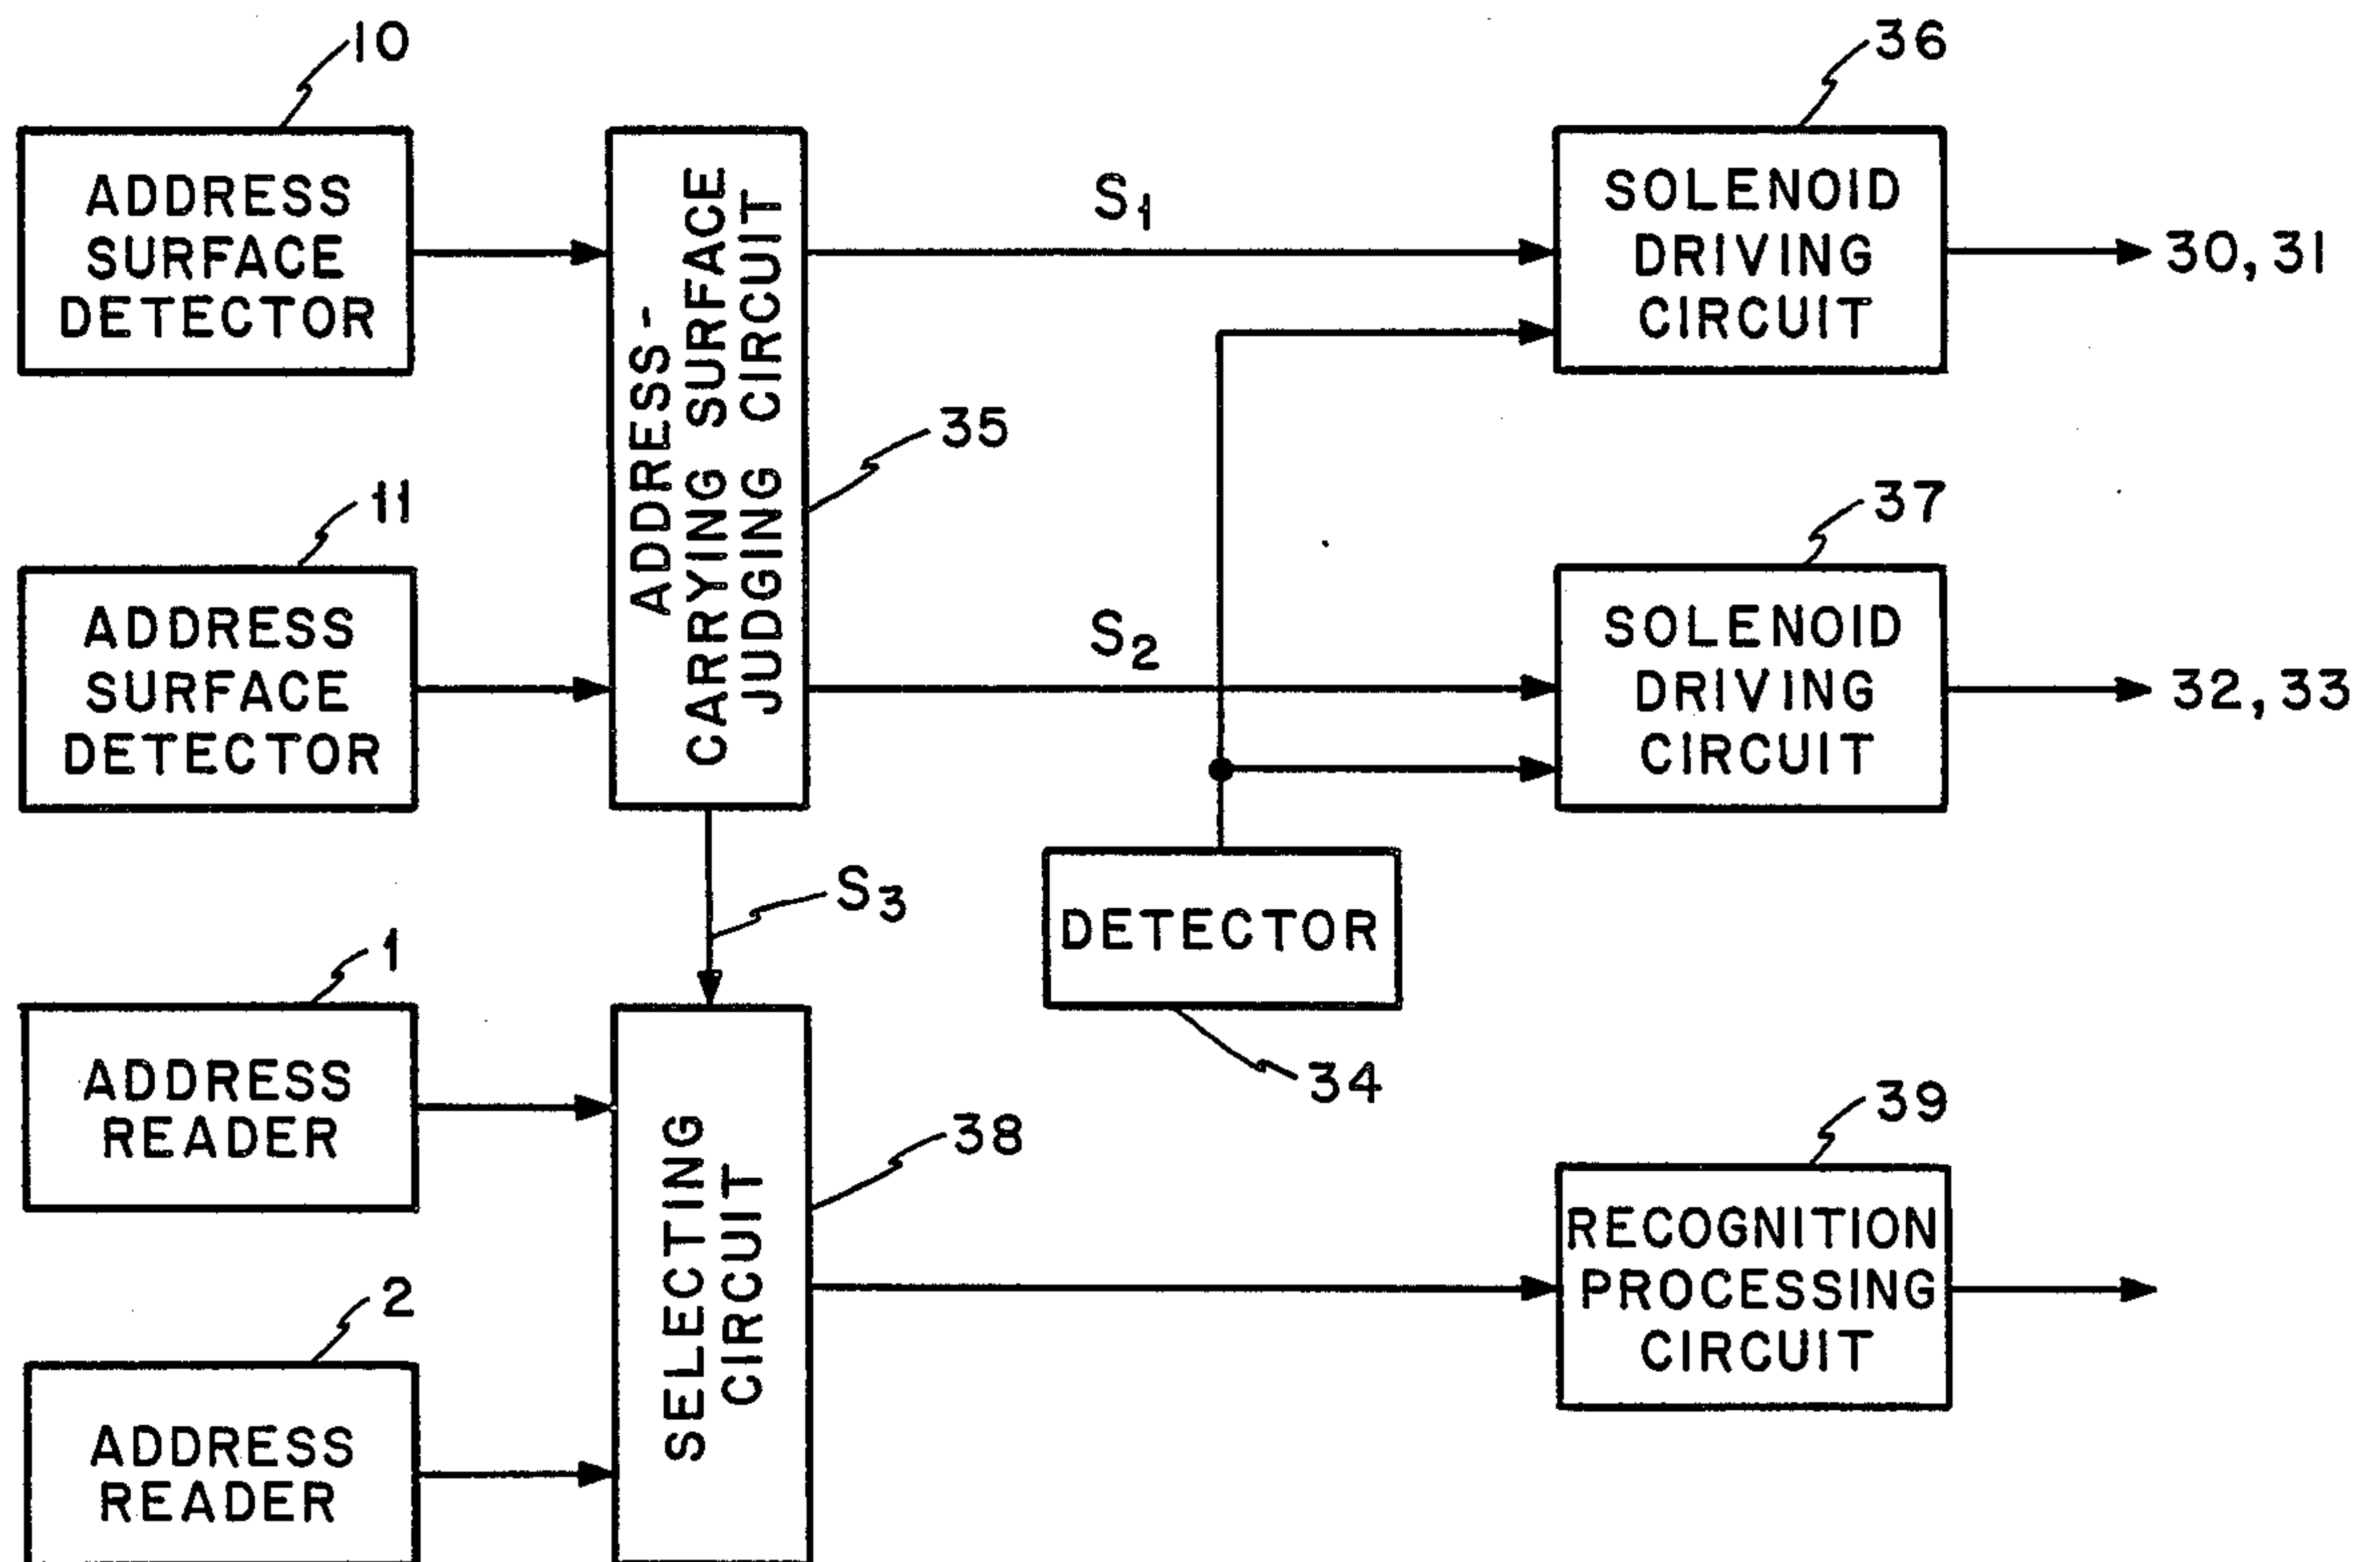 10
ADDRESS
SURFACE
DETECTOR
11
ADDRESS
SURFACE
DETECTOR
ADDRESS-
CARRYING SURFACE
JUDGING CIRCUIT
35
S1
S2
S3
36
SOLENOID
DRIVING
CIRCUIT
30,31
37
SOLENOID
DRIVING
CIRCUIT
32,33
DETECTOR
34
1
ADDRESS
READER
2
ADDRESS
READER
SELECTING
CIRCUIT
38
39
RECOGNITION
PROCESSING
CIRCUIT